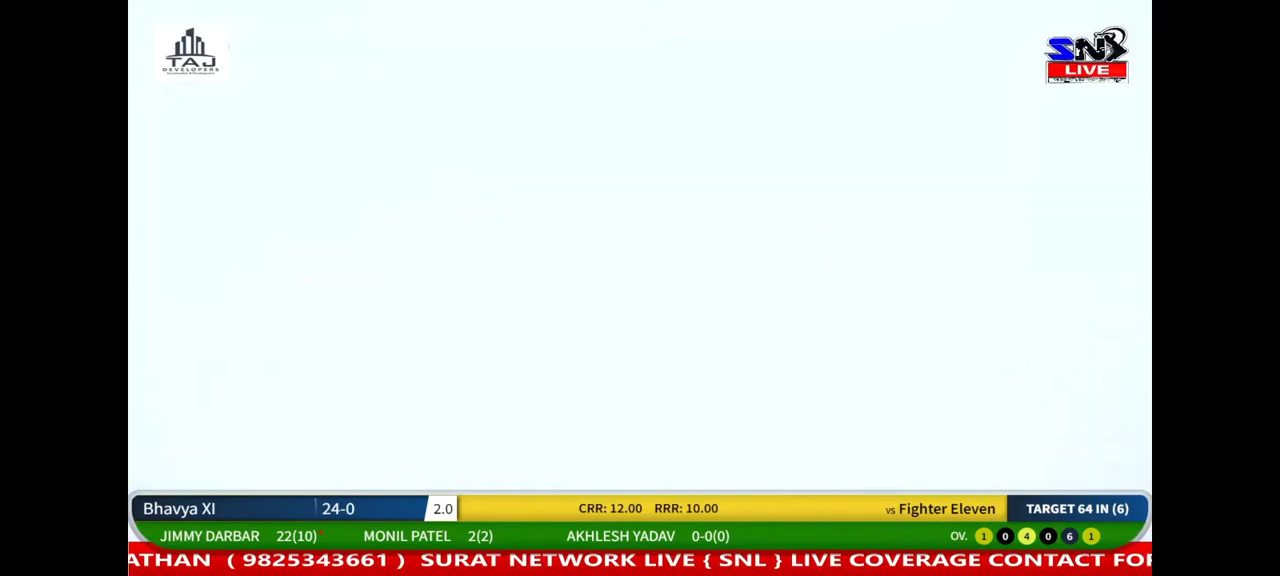 TAJ
DEVELOPERS
SNL
LIVE
Bhavya XI 24-0 2.0 CRR: 12.00 RRR: 10.00 vs Fighter Eleven TARGET 64 IN (6)
JIMMY DARBAR 22(10)* MONIL PATEL 2(2) AKHLESH YADAV 0-0(0) OV. 1 0 4 0 6 1
ATHAN ( 9825343661 ) SURAT NETWORK LIVE { SNL } LIVE COVERAGE CONTACT FOR